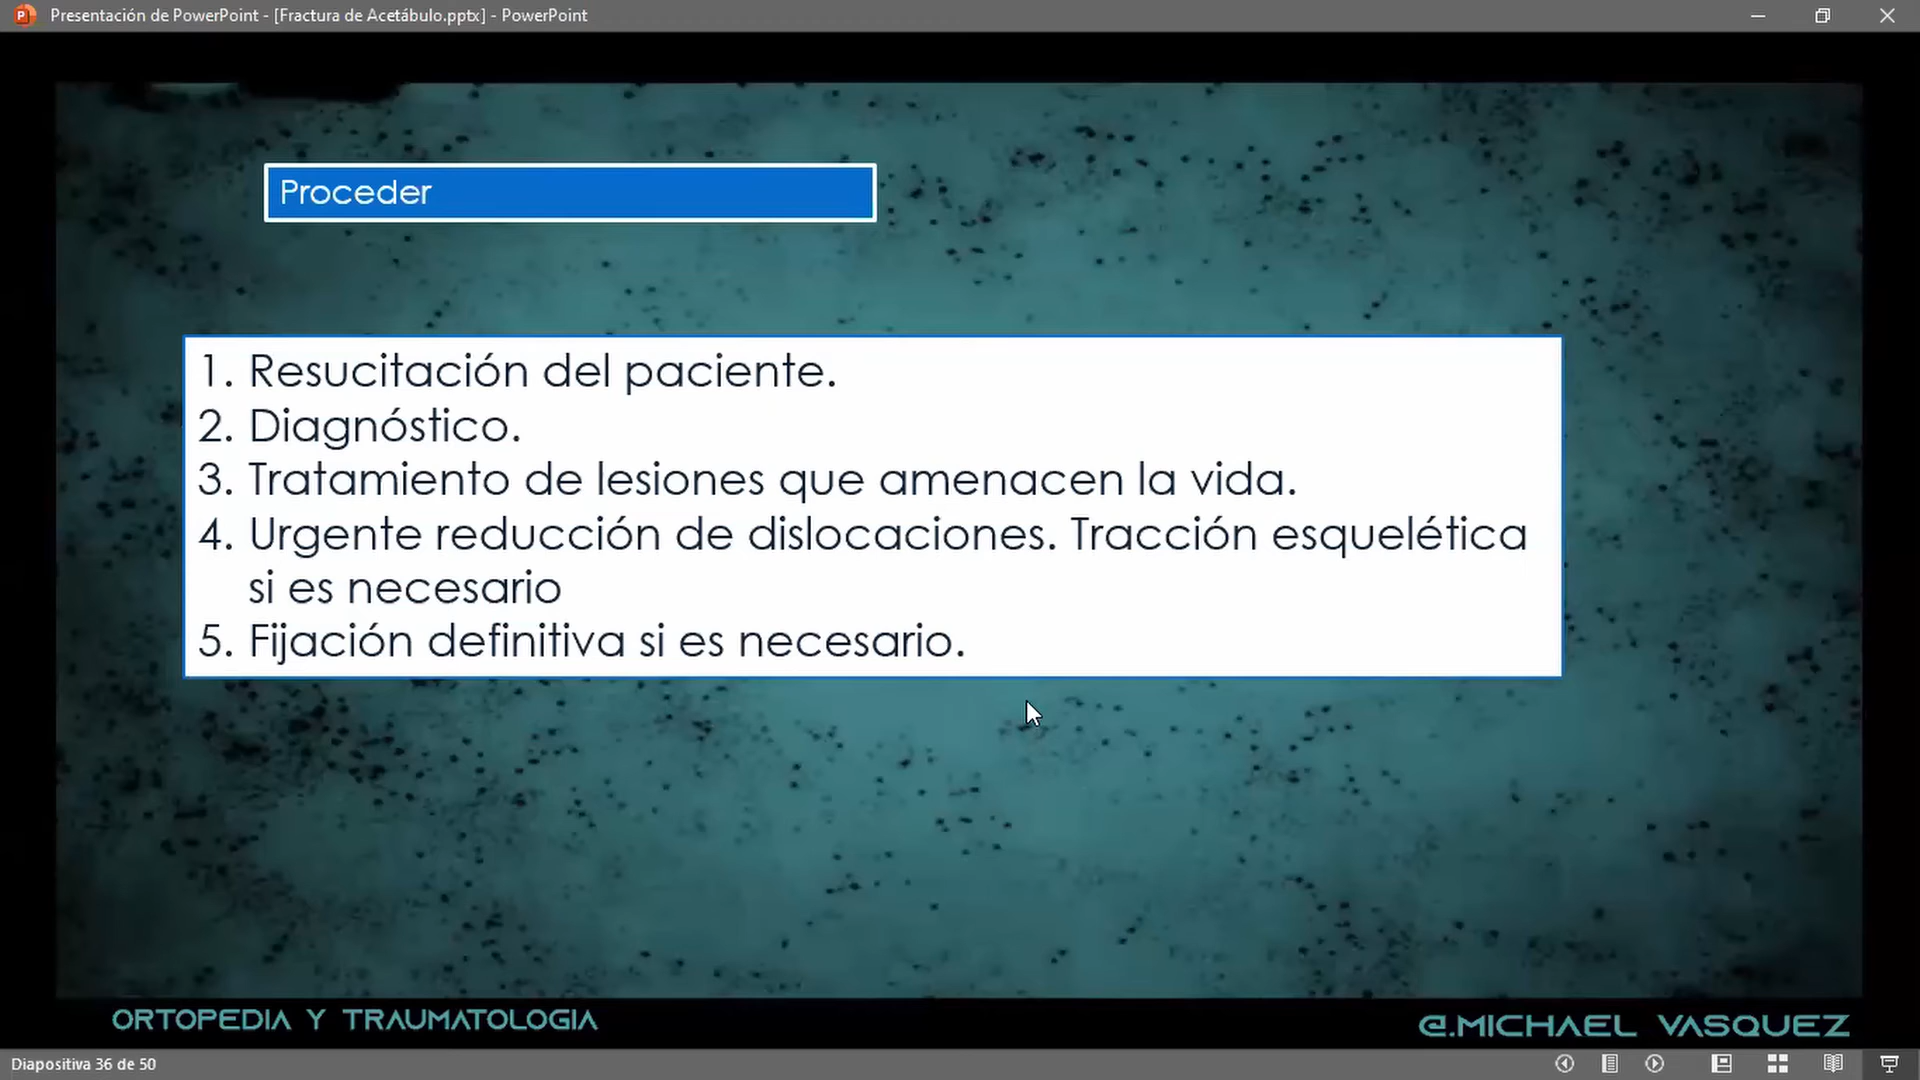 Presentación de PowerPoint - [Fractura de Acetábulo.pptx] - PowerPoint
Proceder
1. Resucitación del paciente.
2. Diagnóstico.
3. Tratamiento de lesiones que amenacen la vida.
4. Urgente reducción de dislocaciones. Tracción esquelética
si es necesario
5. Fijación definitiva si es necesario.
ORTOPEDIA Y TRAUMATOLOGIA
@.MICHAEL VASQUEZ
Diapositiva 36 de 50